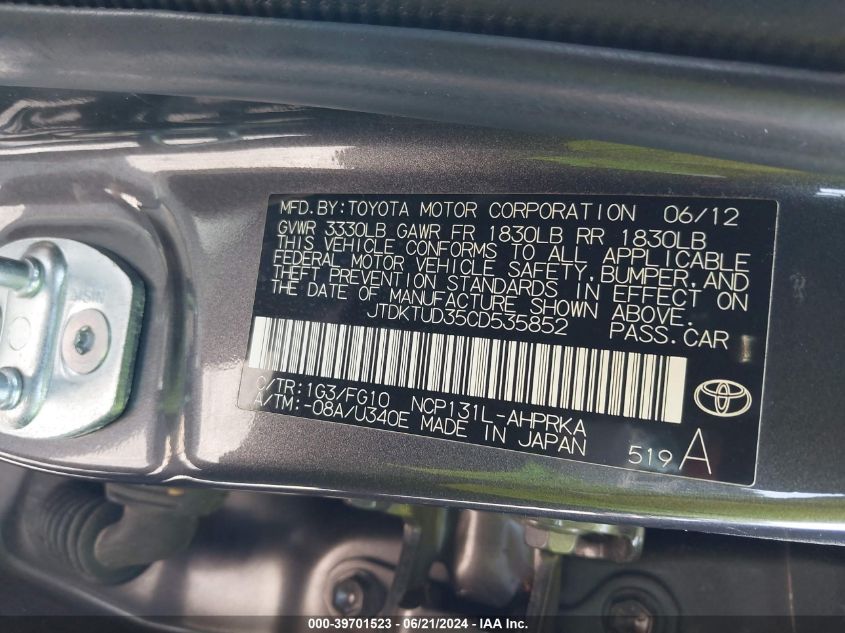 MFD.BY:TOYOTA MOTOR CORPORATION 06/12
GVWR 3330LB GAWR FR 1830LB RR 1830LB
THIS VEHICLE CONFORMS TO ALL APPLICABLE
FEDERAL MOTOR VEHICLE SAFETY,BUMPER,AND
THEFT PREVENTION STANDARDS IN EFFECT ON
THE DATE OF MANUFACTURE SHOWN ABOVE.
JTDKTUD35CD535852 PASS.CAR
C/TR:1G3/FG10 NCP131L-AHPRKA
A/TM:-08A/U340E MADE IN JAPAN
519 A
000-39701523 - 06/21/2024 - IAA Inc.